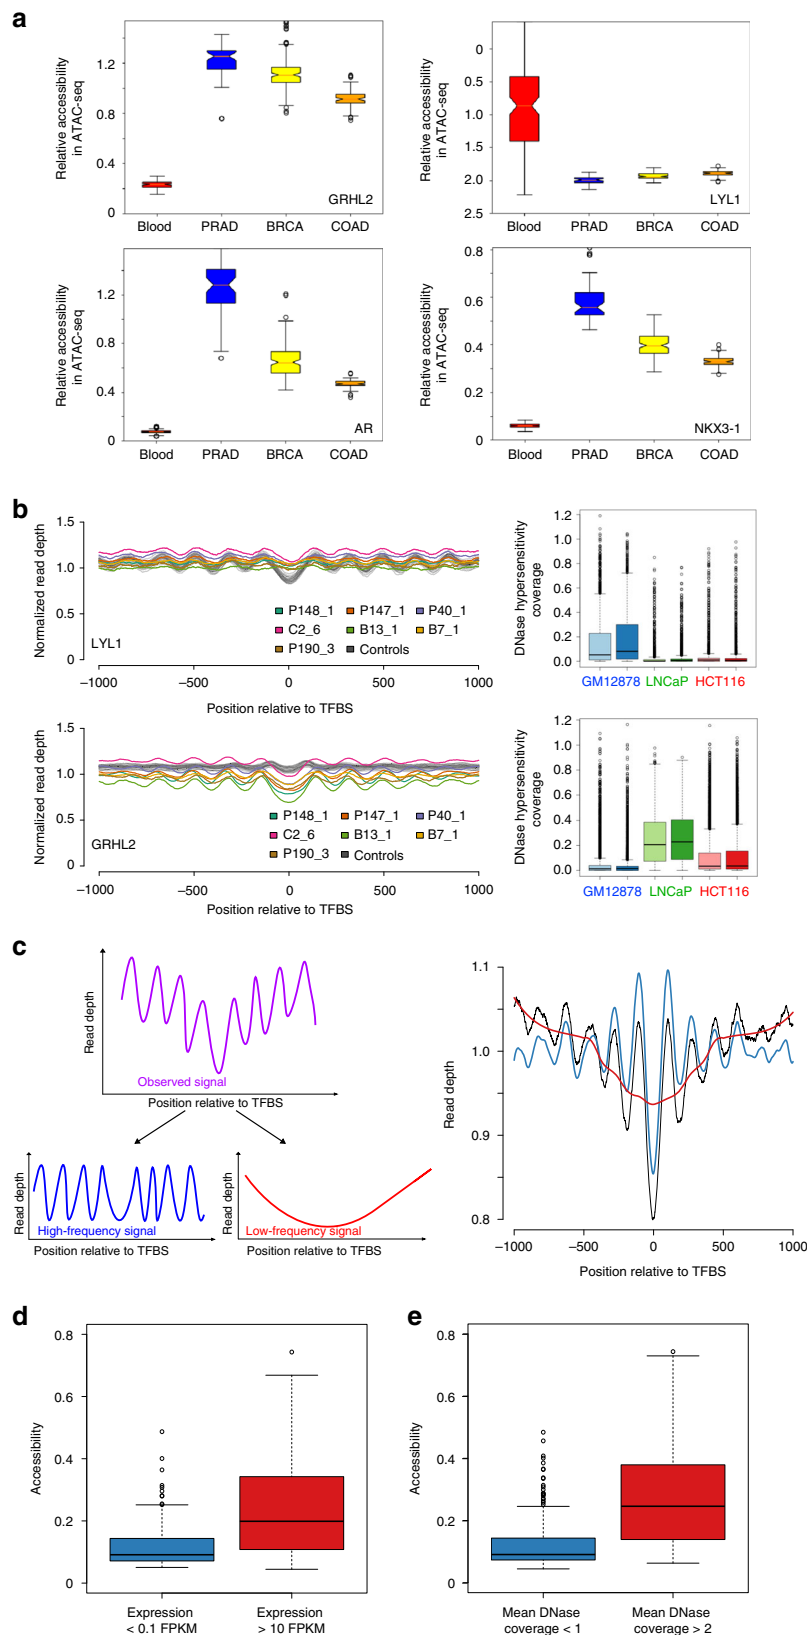 a
Relative accessibility
in ATAC-seq
1.2
0.8
0.4
0
GRHL2
Blood
PRAD
BRCA
COAD
Relative accessibility
in ATAC-seq
0
0.5
1.0
1.5
2.0
2.5
LYL1
Blood
PRAD
BRCA
COAD
Relative accessibility
in ATAC-seq
1.2
0.8
0.4
0
AR
Blood
PRAD
BRCA
COAD
Relative accessibility
in ATAC-seq
0.8
0.6
0.4
0.2
0
NKX3-1
Blood
PRAD
BRCA
COAD
b
Normalized read depth
1.5
1.0
0.5
0
P148_1
P147_1
P40_1
C2_6
B13_1
B7_1
P190_3
Controls
LYL1
−1000
−500
0
500
1000
Position relative to TFBS
DNase hypersensitivity
coverage
1.2
1.0
0.8
0.6
0.4
0.2
0.0
GM12878
LNCaP
HCT116
Normalized read depth
1.5
1.0
0.5
0
P148_1
P147_1
P40_1
C2_6
B13_1
B7_1
P190_3
Controls
GRHL2
−1000
−500
0
500
1000
Position relative to TFBS
DNase hypersensitivity
coverage
1.2
1.0
0.8
0.6
0.4
0.2
0.0
GM12878
LNCaP
HCT116
c
Read depth
Observed signal
Position relative to TFBS
Read depth
High-frequency signal
Position relative to TFBS
Read depth
Low-frequency signal
Position relative to TFBS
Read depth
1.1
1.0
0.9
0.8
−1000
−500
0
500
1000
Position relative to TFBS
d
Accessibility
0.8
0.6
0.4
0.2
0
Expression
< 0.1 FPKM
Expression
> 10 FPKM
e
Accessibility
0.8
0.6
0.4
0.2
0
Mean DNase
coverage < 1
Mean DNase
coverage > 2